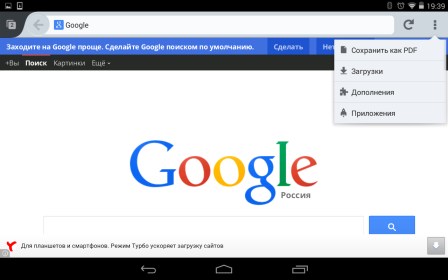 19:39
Google
Заходите на Google проще. Сделайте Google поиском по умолчанию. Сделать
+Вы Поиск Картинки Ещё
Сохранить как PDF
Загрузки
Дополнения
Приложения
Google
Россия
Для планшетов и смартфонов. Режим Турбо ускоряет загрузку сайтов